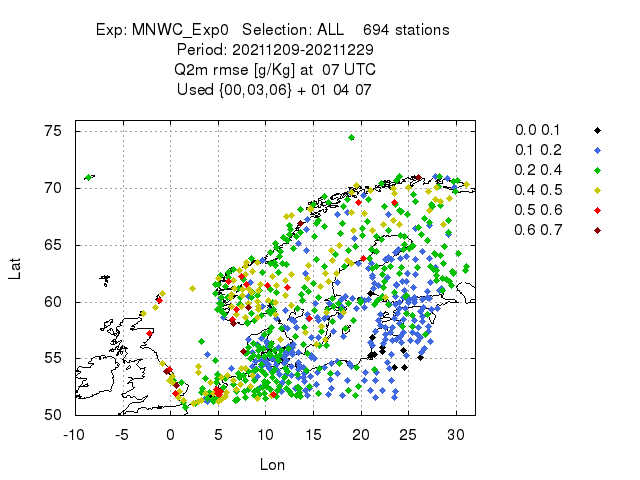 Exp: MNWC_Exp0 Selection: ALL 694 stations
Period: 20211209-20211229
Q2m rmse [g/Kg] at 07 UTC
Used {00,03,06} + 01 04 07
75
70
65
60
55
50
Lat
-10 -5 0 5 10 15 20 25 30
Lon
0.0 0.1
0.1 0.2
0.2 0.4
0.4 0.5
0.5 0.6
0.6 0.7